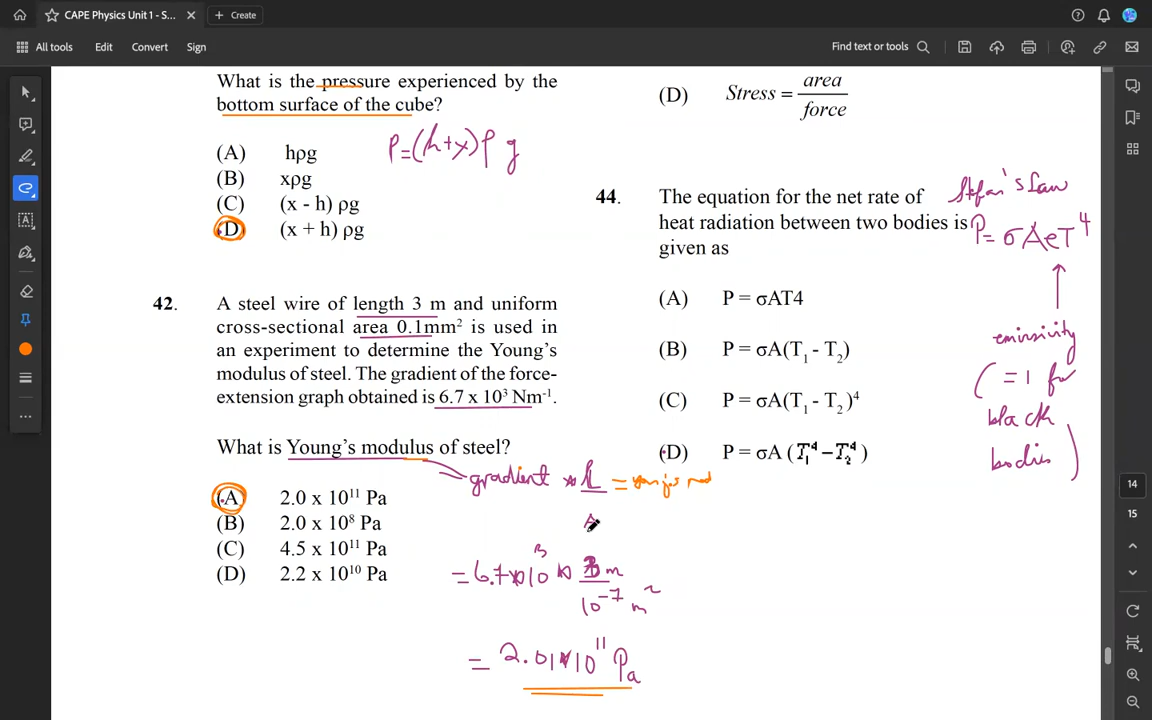 CAPE Physics Unit 1 - S...
Create
All tools
Edit
Convert
Sign
Find text or tools
What is the pressure experienced by the
bottom surface of the cube?
(A) hρg
(B) xρg
(C) (x - h) ρg
(D) (x + h) ρg
P=(h+x)ρ g
42. A steel wire of length 3 m and uniform
cross-sectional area 0.1mm² is used in
an experiment to determine the Young's
modulus of steel. The gradient of the force-
extension graph obtained is 6.7 x 10³ Nm⁻¹.
What is Young's modulus of steel?
(A) 2.0 x 10¹¹ Pa
(B) 2.0 x 10⁸ Pa
(C) 4.5 x 10¹¹ Pa
(D) 2.2 x 10¹⁰ Pa
gradient
= 6.7x10³ x 3m
10⁻⁷ m²
= 2.01x10¹¹ Pa
(D) Stress = area
force
44. The equation for the net rate of
heat radiation between two bodies is
given as
(A) P = σAT4
(B) P = σA(T₁ - T₂)
(C) P = σA(T₁ - T₂)⁴
(D) P = σA (T₁⁴ – T₂⁴)
Stefan's Law
P= σAeT⁴
emissivity
(=1 for
black
bodies)
14
15